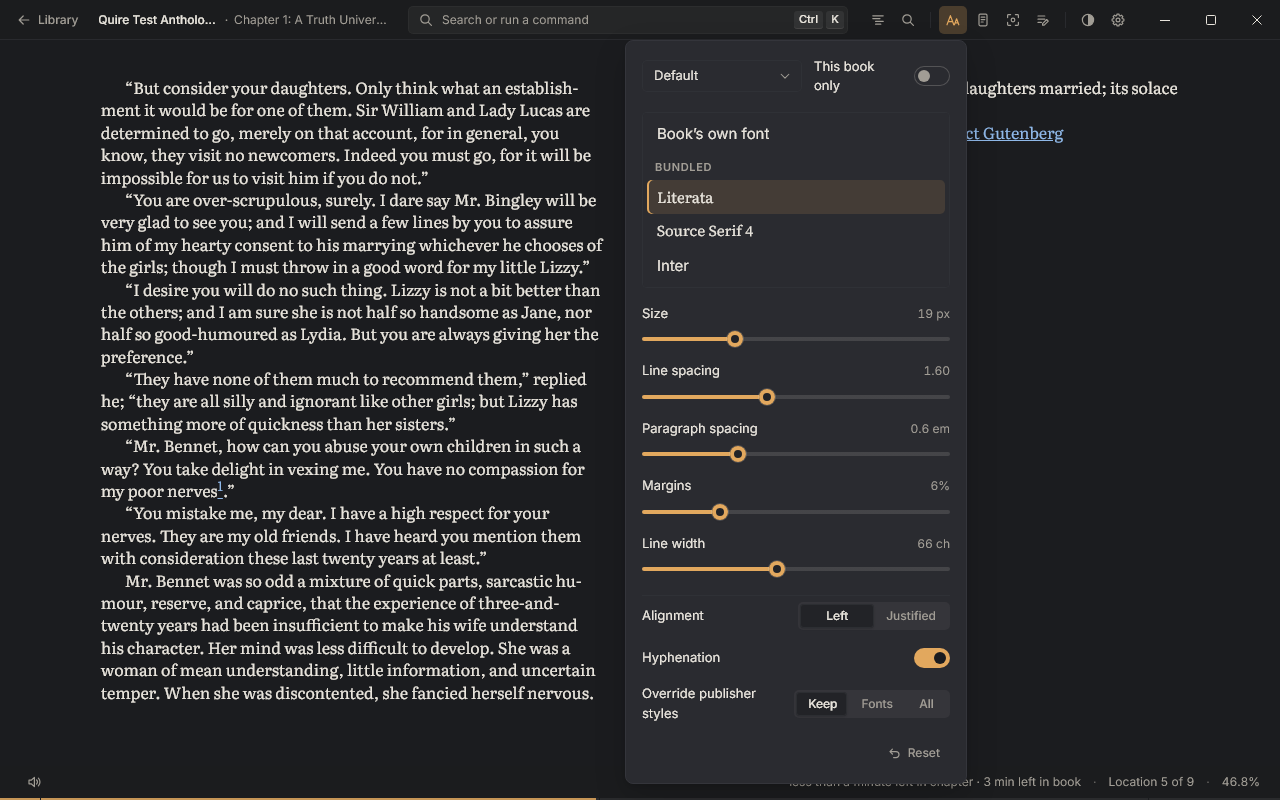 Library
Quire Test Antholo... · Chapter 1: A Truth Univer...
Search or run a command
Ctrl K
“But consider your daughters. Only think what an establish-
ment it would be for one of them. Sir William and Lady Lucas are
determined to go, merely on that account, for in general, you
know, they visit no newcomers. Indeed you must go, for it will be
impossible for us to visit him if you do not.”
“You are over-scrupulous, surely. I dare say Mr. Bingley will be
very glad to see you; and I will send a few lines by you to assure
him of my hearty consent to his marrying whichever he chooses of
the girls; though I must throw in a good word for my little Lizzy.”
“I desire you will do no such thing. Lizzy is not a bit better than
the others; and I am sure she is not half so handsome as Jane, nor
half so good-humoured as Lydia. But you are always giving her the
preference.”
“They have none of them much to recommend them,” replied
he; “they are all silly and ignorant like other girls; but Lizzy has
something more of quickness than her sisters.”
“Mr. Bennet, how can you abuse your own children in such a
way? You take delight in vexing me. You have no compassion for
my poor nerves1.”
“You mistake me, my dear. I have a high respect for your
nerves. They are my old friends. I have heard you mention them
with consideration these last twenty years at least.”
Mr. Bennet was so odd a mixture of quick parts, sarcastic hu-
mour, reserve, and caprice, that the experience of three-and-
twenty years had been insufficient to make his wife understand
his character. Her mind was less difficult to develop. She was a
woman of mean understanding, little information, and uncertain
temper. When she was discontented, she fancied herself nervous.
Default
This book
only
Book’s own font
BUNDLED
Literata
Source Serif 4
Inter
Size 19 px
Line spacing 1.60
Paragraph spacing 0.6 em
Margins 6%
Line width 66 ch
Alignment Left Justified
Hyphenation
Override publisher
styles
Keep Fonts All
Reset
daughters married; its solace
Gutenberg
less than a minute left in chapter · 3 min left in book · Location 5 of 9 · 46.8%